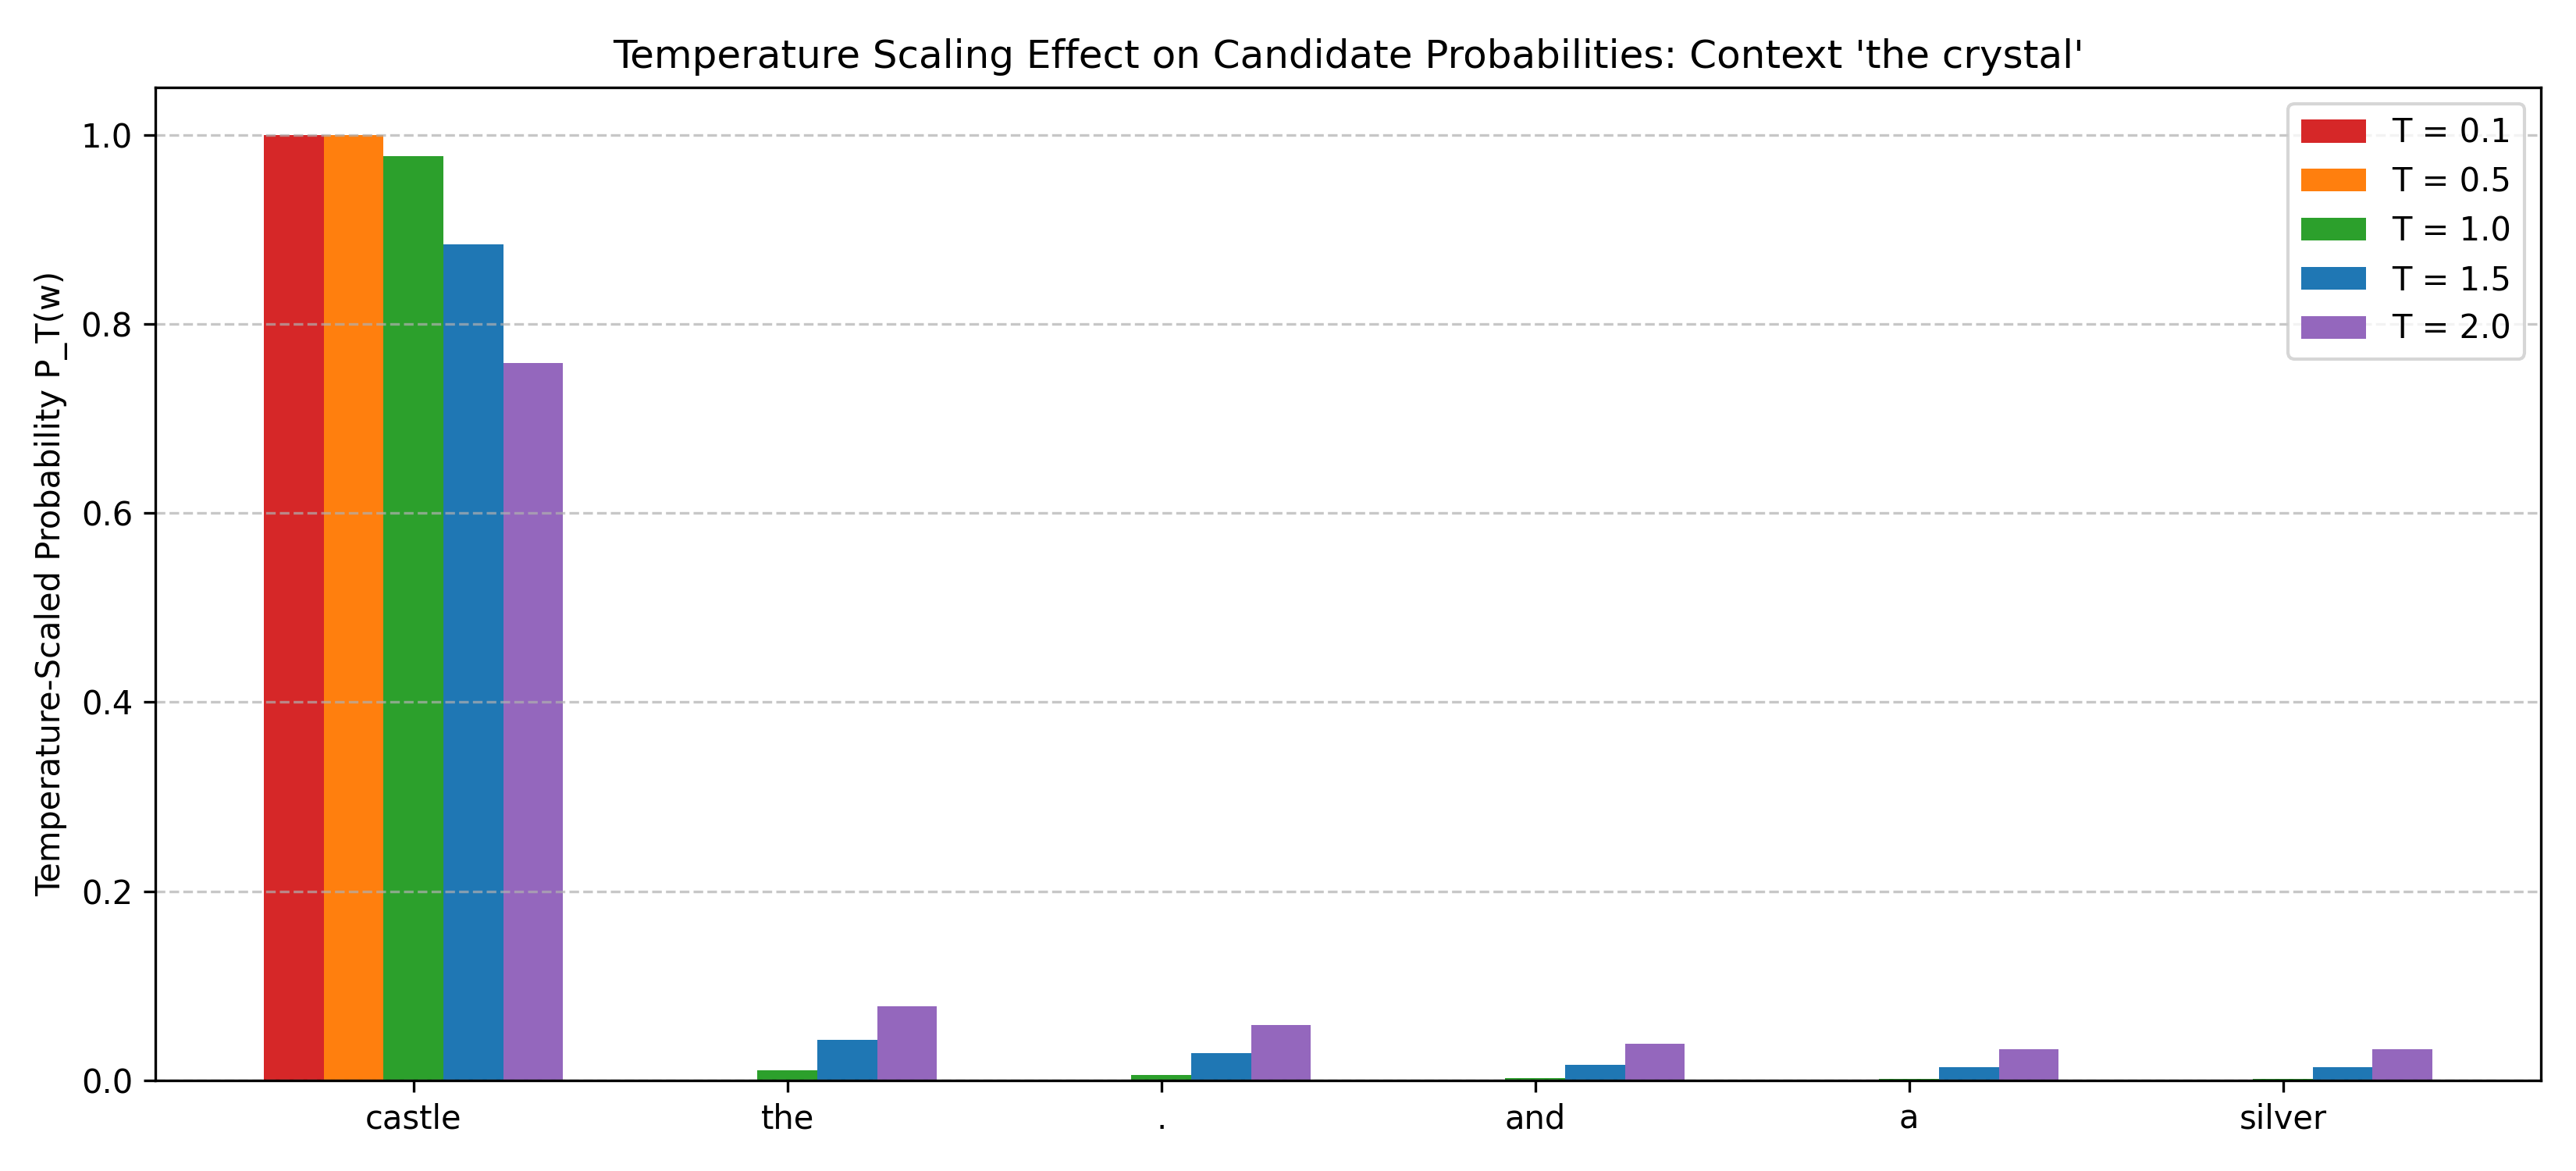 Temperature Scaling Effect on Candidate Probabilities: Context 'the crystal'
Temperature-Scaled Probability P_T(w)
1.0
0.8
0.6
0.4
0.2
0.0
T = 0.1
T = 0.5
T = 1.0
T = 1.5
T = 2.0
castle the . and a silver